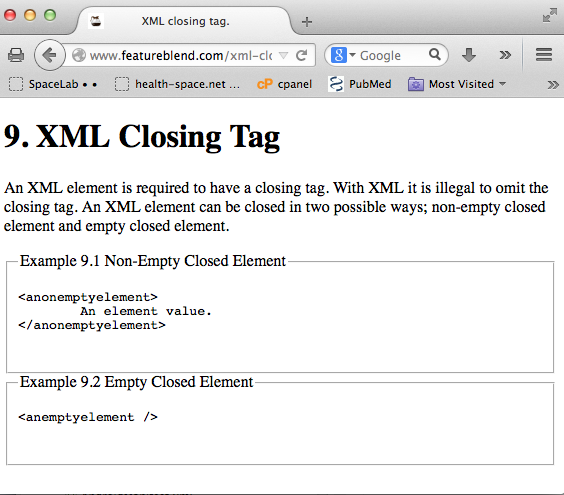 XML closing tag.
www.featureblend.com/xml-clc
Google
SpaceLab • •
health-space.net ...
cP cpanel
PubMed
Most Visited
9. XML Closing Tag
An XML element is required to have a closing tag. With XML it is illegal to omit the
closing tag. An XML element can be closed in two possible ways; non-empty closed
element and empty closed element.
Example 9.1 Non-Empty Closed Element
<anonemptyelement>
An element value.
</anonemptyelement>
Example 9.2 Empty Closed Element
<anemptyelement />